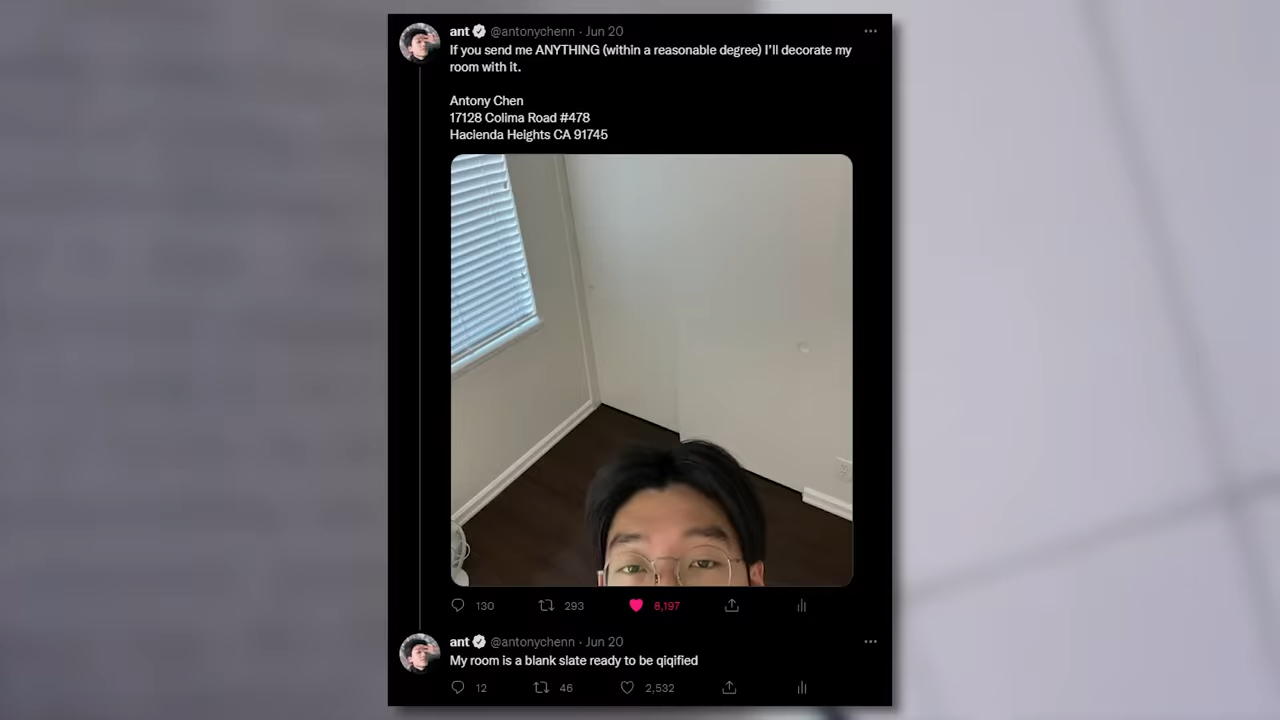 ant @antonychenn · Jun 20
If you send me ANYTHING (within a reasonable degree) I'll decorate my
room with it.
Antony Chen
17128 Colima Road #478
Hacienda Heights CA 91745
130 293 8,197
ant @antonychenn · Jun 20
My room is a blank slate ready to be qiqified
12 46 2,532